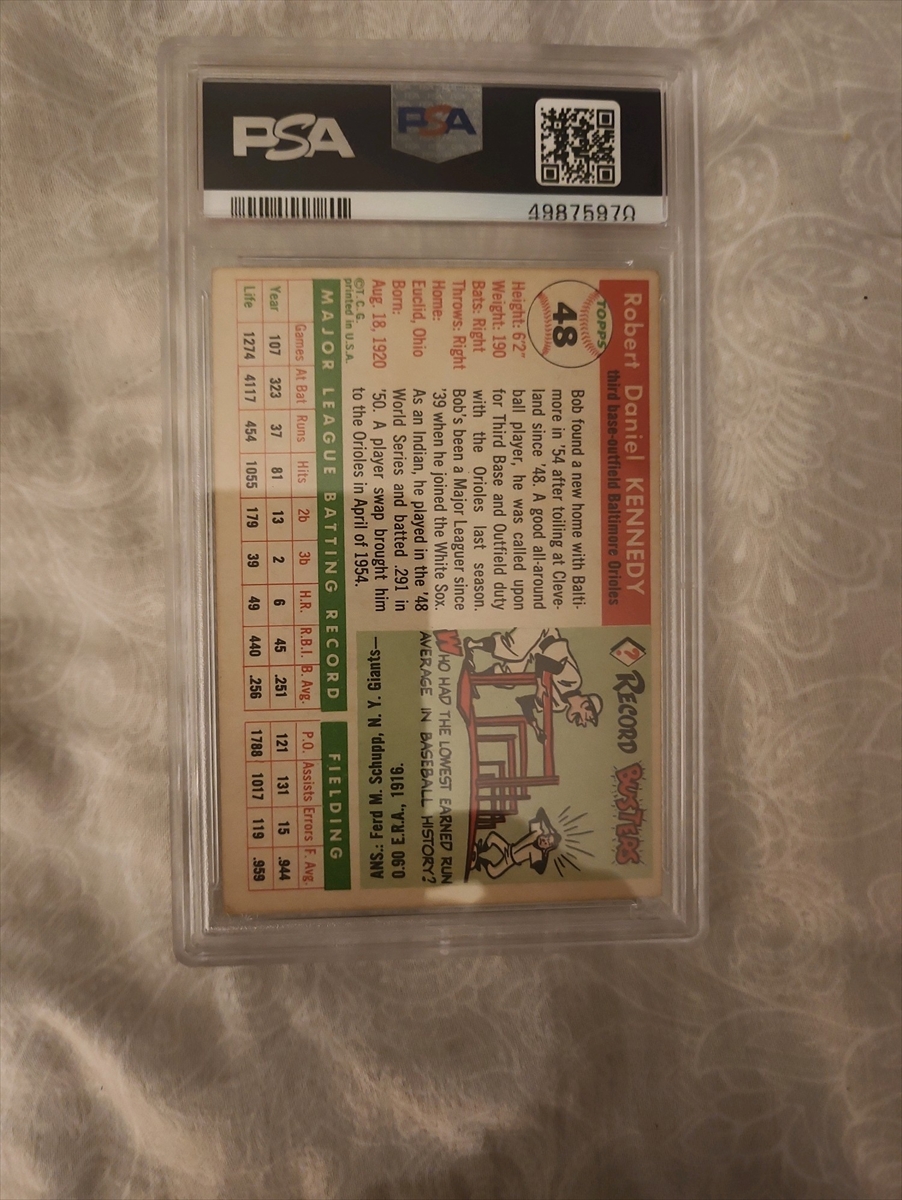 PSA
PSA
49875970
Robert Daniel KENNEDY
third base-outfield Baltimore Orioles
TOPPS
48
Height: 6'2"
Weight: 190
Bats: Right
Throws: Right
Home:
Euclid, Ohio
Born:
Aug. 18, 1920
©T. C. G.
printed in U.S.A.
Bob found a new home with Balti-
more in '54 after toiling at Cleve-
land since '48. A good all-around
ball player, he was called upon
for Third Base and Outfield duty
with the Orioles last season.
Bob's been a Major Leaguer since
'39 when he joined the White Sox.
As an Indian, he played in the '48
World Series and batted .291 in
'50. A player swap brought him
to the Orioles in April of 1954.
? RECORD BUSTERS
WHO HAD THE LOWEST EARNED RUN
AVERAGE IN BASEBALL HISTORY?
ANS.: Ferd M. Schupp, N. Y. Giants—
0.90 E.R.A., 1916.
MAJOR LEAGUE BATTING RECORD FIELDING
Games At Bat Runs Hits 2b 3b H.R. R.B.I. B. Avg. P.O. Assists Errors F. Avg.
Year 107 323 37 81 13 2 6 45 .251 121 131 15 .944
Life 1274 4117 454 1055 179 39 49 440 .256 1788 1017 119 .959